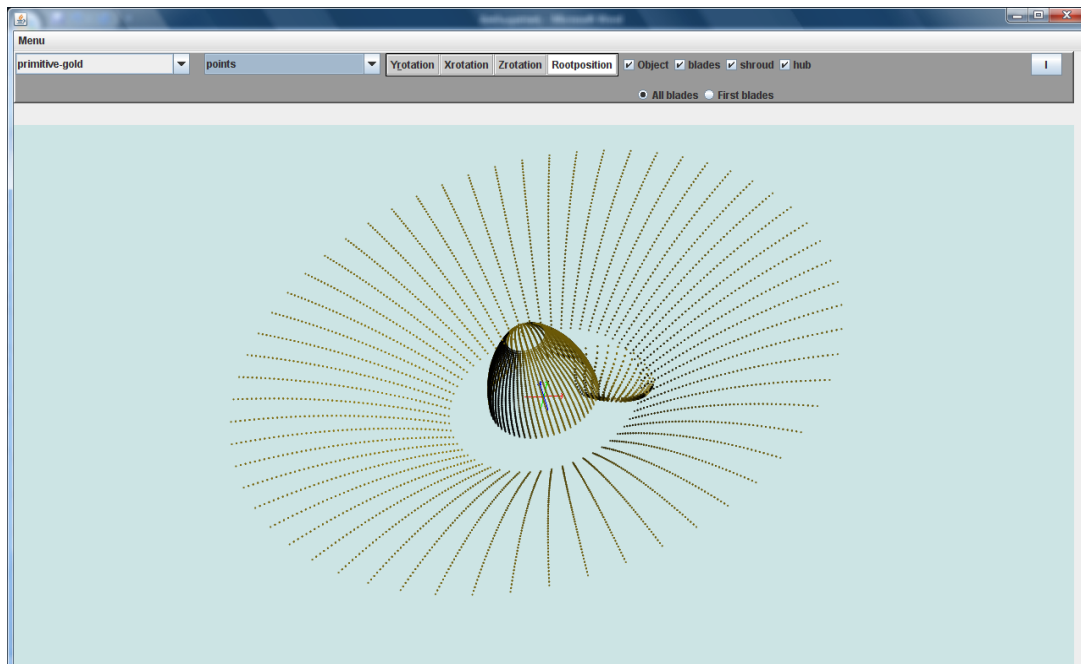 Menu
primitive-gold points Yrotation Xrotation Zrotation Rootposition Object blades shroud hub I
All blades First blades